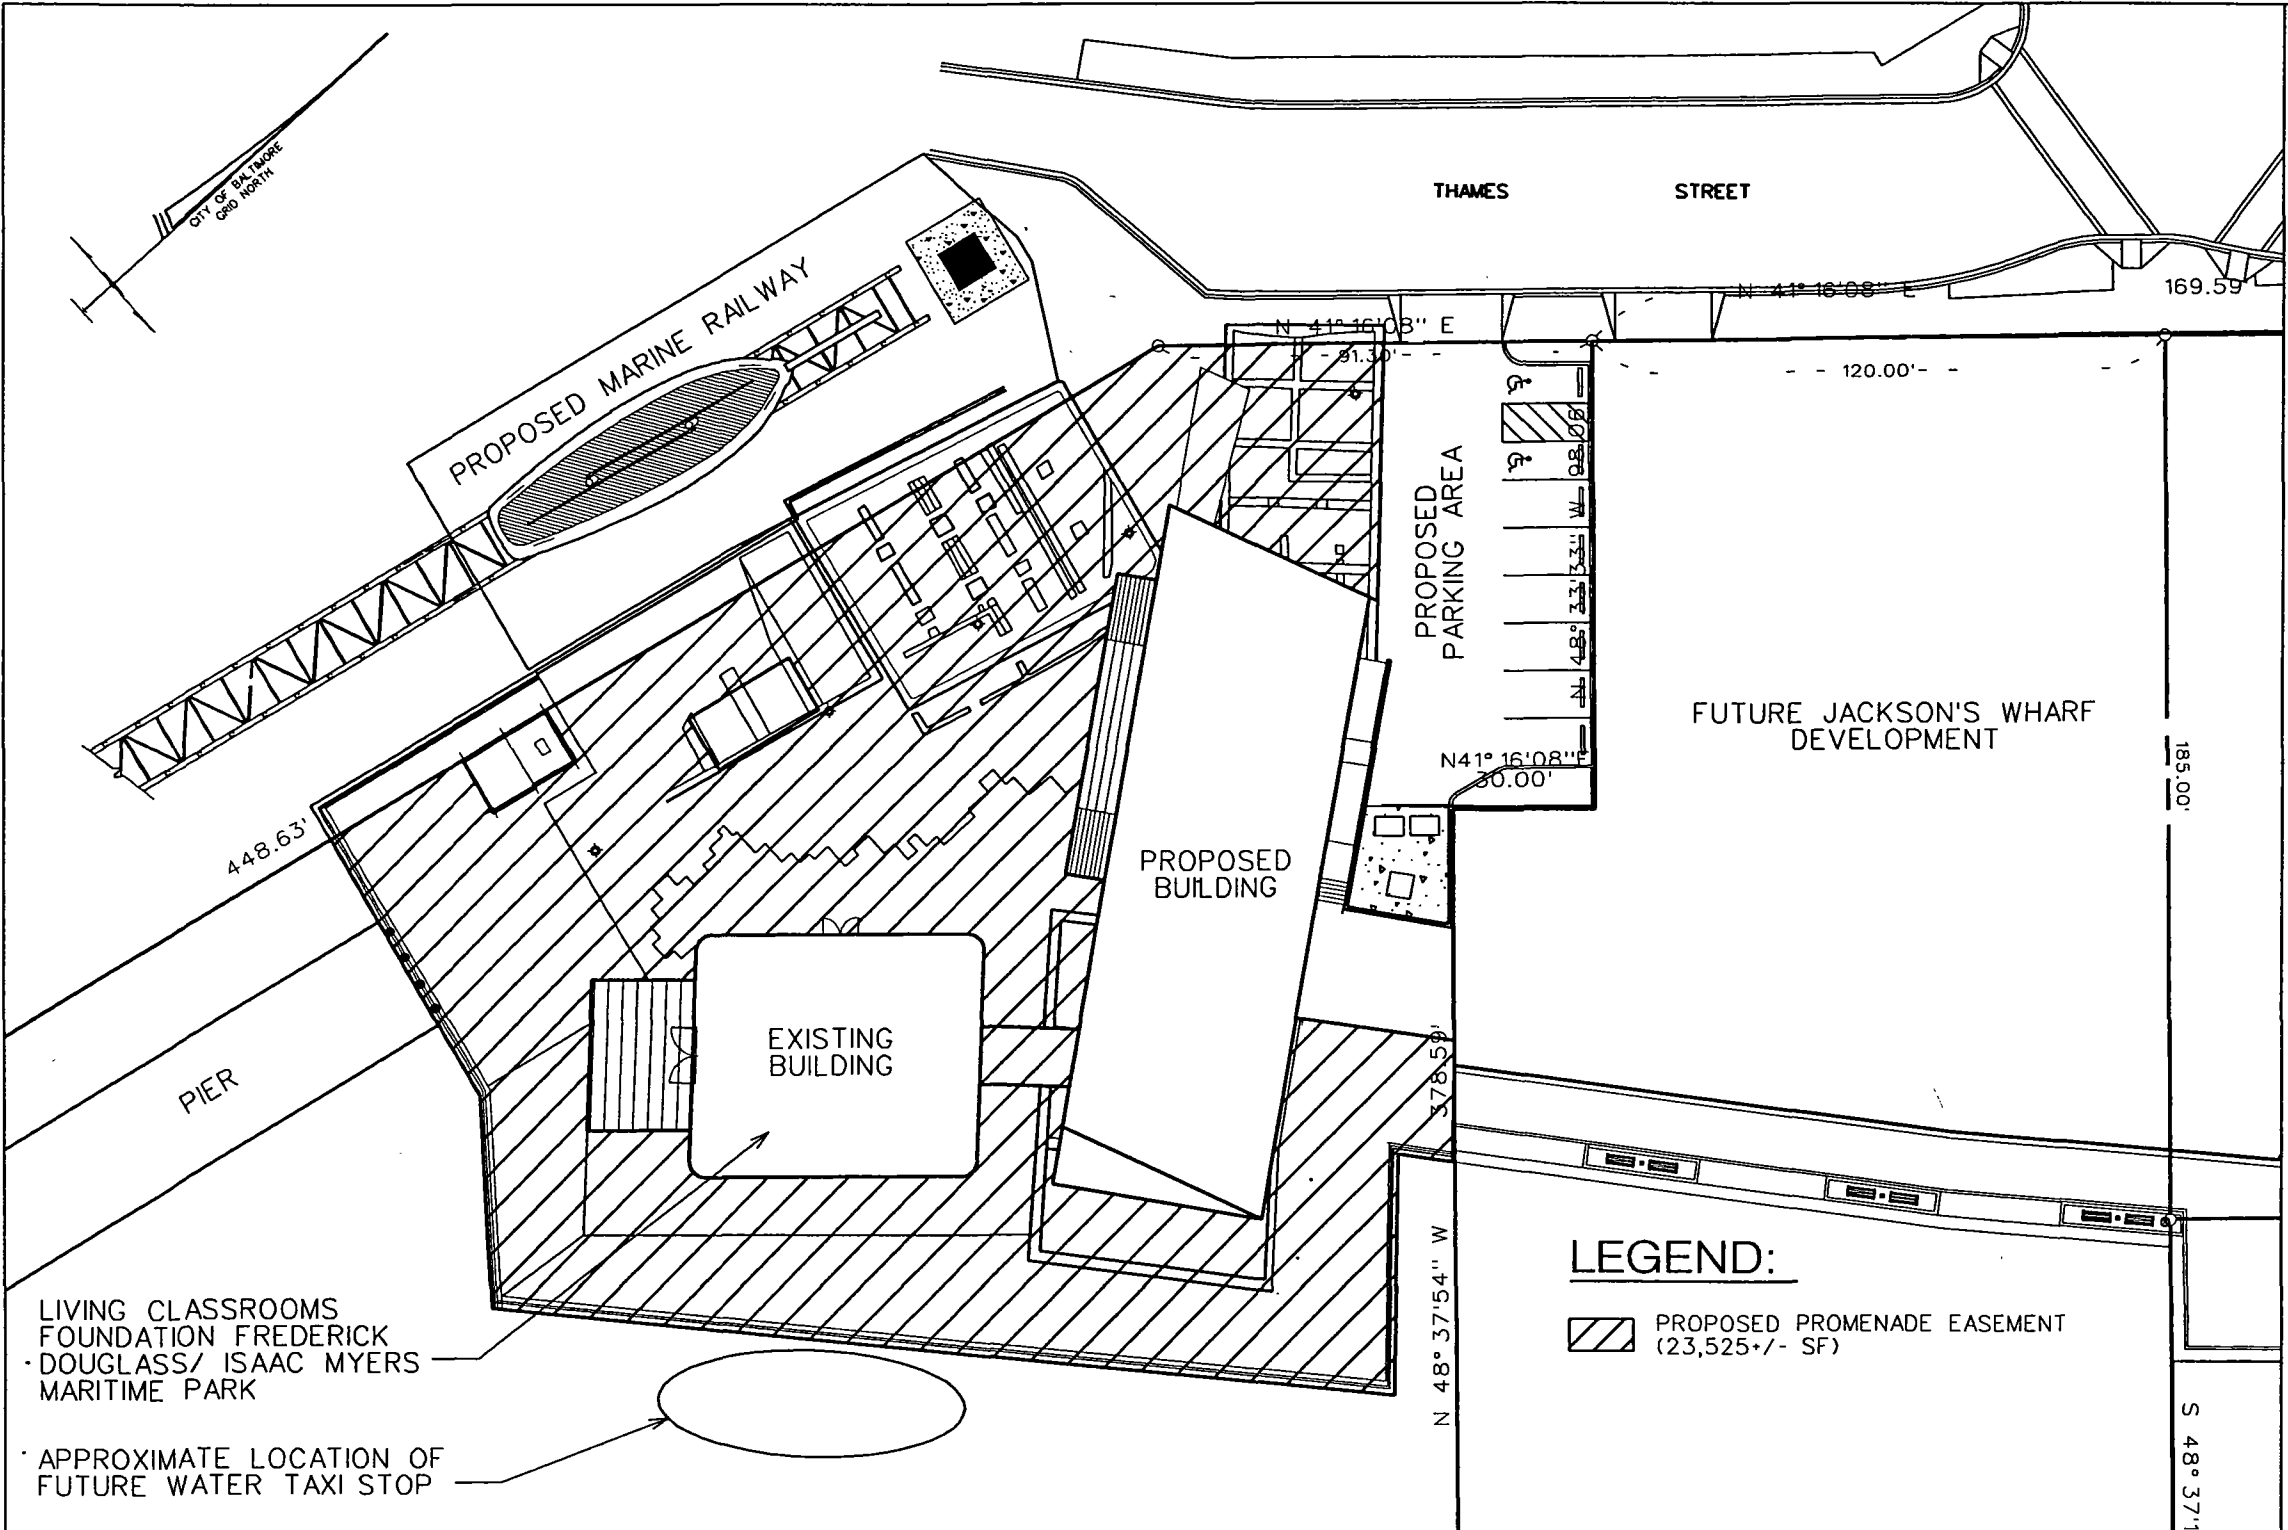 CITY OF BALTIMORE
GRID NORTH
THAMES STREET
N 41° 16'08" E
169.59
N 41° 16'08" E
91.30'
120.00'
PROPOSED MARINE RAILWAY
PROPOSED
PARKING AREA
N 48° 33'33" W
N41° 16'08"E
30.00'
FUTURE JACKSON'S WHARF
DEVELOPMENT
185.00'
448.63'
PROPOSED
BUILDING
EXISTING
BUILDING
PIER
378.59'
N 48° 37'54" W
LEGEND:
PROPOSED PROMENADE EASEMENT
(23,525+/- SF)
LIVING CLASSROOMS
FOUNDATION FREDERICK
DOUGLASS/ ISAAC MYERS
MARITIME PARK
APPROXIMATE LOCATION OF
FUTURE WATER TAXI STOP
S 48° 37'1